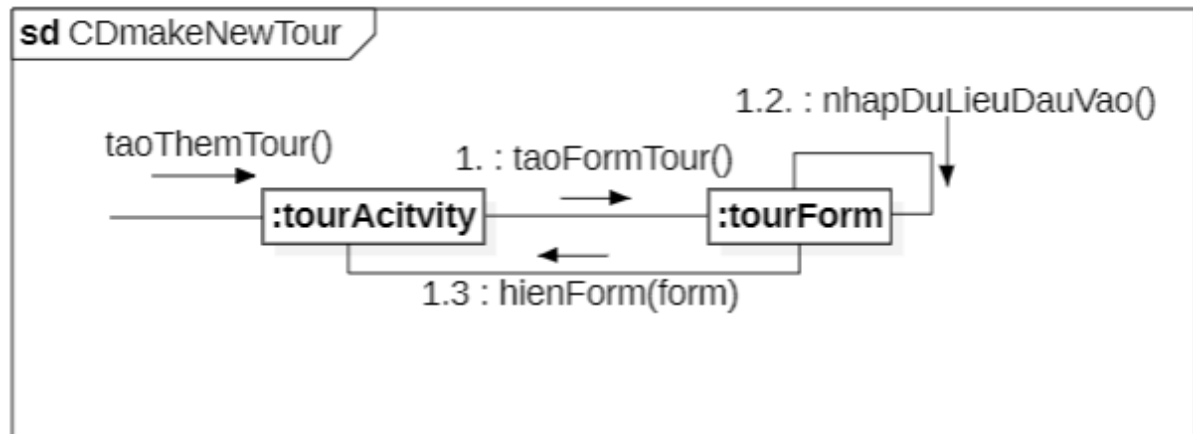 sd CDmakeNewTour
1.2. : nhapDuLieuDauVao()
taoThemTour()
1. : taoFormTour()
:tourAcitvity
:tourForm
1.3 : hienForm(form)